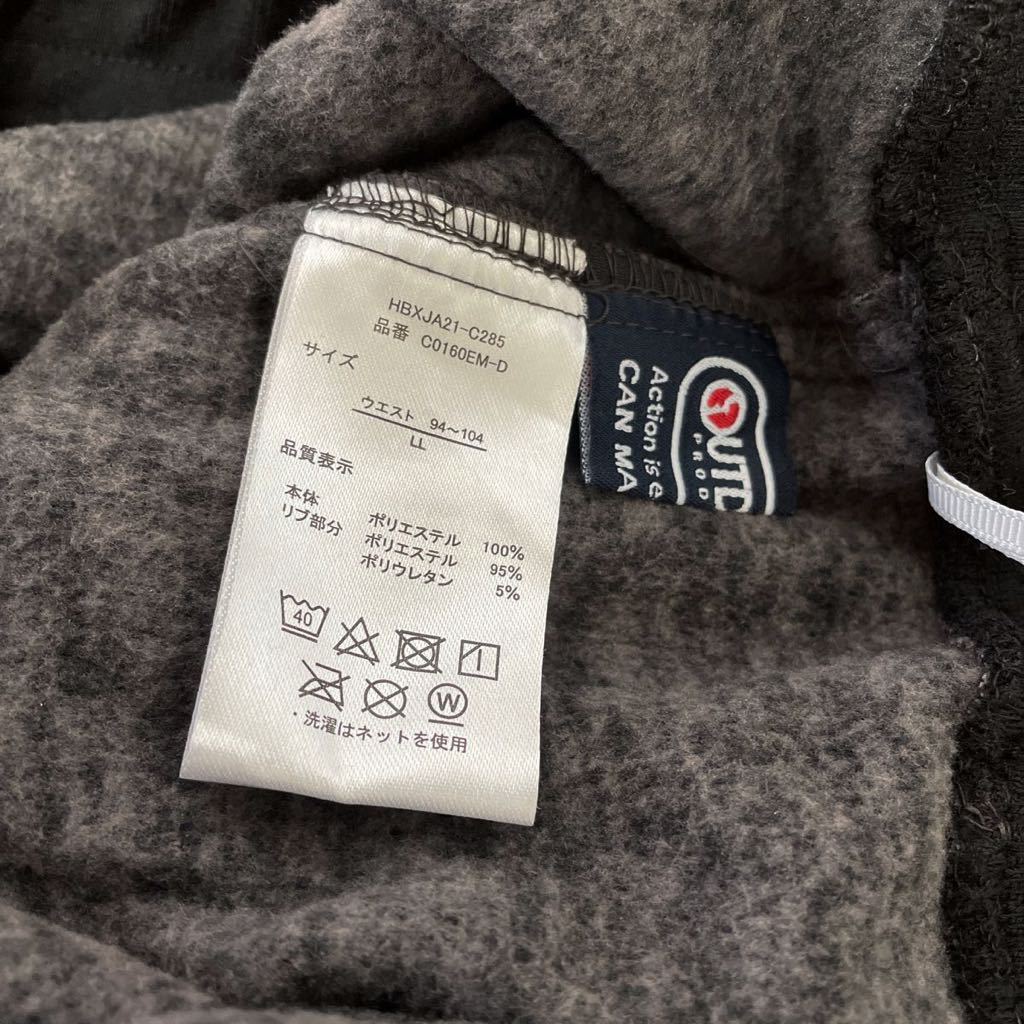 HBXJA21-C285
品番 C0160EM-D
サイズ
ウエスト 94～104
LL
品質表示
本体 ポリエステル 100%
リブ部分 ポリエステル 95%
ポリウレタン 5%
40
W
・洗濯はネットを使用
OUTD
PROD
Action is e
CAN MA